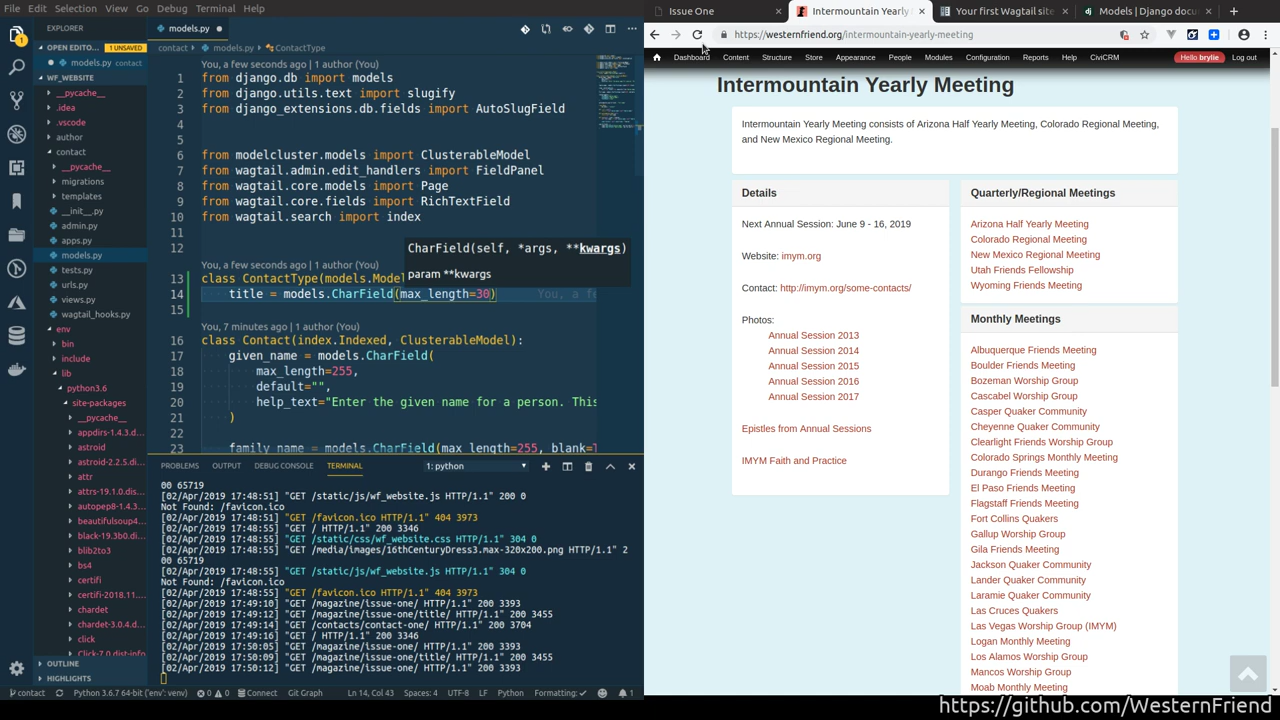 File Edit Selection View Go Debug Terminal Help
EXPLORER
OPEN EDITO... 1 UNSAVED
models.py contact
WF_WEBSITE
__pycache__
.idea
.vscode
author
contact
__pycache__
migrations
templates
__init__.py
admin.py
apps.py
models.py
tests.py
urls.py
views.py
wagtail_hooks.py
env
bin
include
lib
python3.6
site-packages
__pycache__
appdirs-1.4.3.d...
astroid
astroid-2.2.5.di...
attr
attrs-19.1.0.dis...
autopep8-1.4.3....
beautifulsoup4...
black-19.3b0.di...
blib2to3
bs4
certifi
certifi-2018.11....
chardet
chardet-3.0.4.d...
click
Click-7.0.dist-info
OUTLINE
HIGHLIGHTS
models.py
contact models.py ContactType
You, a few seconds ago | 1 author (You)
1 from django.db import models
2 from django.utils.text import slugify
3 from django_extension.db.fields import AutoSlugField
4
5
6 from modelcluster.models import ClusterableModel
7 from wagtail.admin.edit_handlers import FieldPanel
8 from wagtail.core.models import Page
9 from wagtail.core.fields import RichTextField
10 from wagtail.search import index
11
12
CharField(self, *args, **kwargs)
param **kwargs
You, a few seconds ago | 1 author (You)
13 class ContactType(models.Model
14 title = models.CharField(max_length=30) You, a fe
15
You, 7 minutes ago | 1 author (You)
16 class Contact(index.Indexed, ClusterableModel):
17 given_name = models.CharField(
18 max_length=255,
19 default="",
20 help_text="Enter the given name for a person. This
21 )
22
23 family_name = models.CharField(max_length=255, blank=T
PROBLEMS OUTPUT DEBUG CONSOLE TERMINAL 1: python
00 65719
[02/Apr/2019 17:48:51] "GET /static/js/wf_website.js HTTP/1.1" 200 0
Not Found: /favicon.ico
[02/Apr/2019 17:48:51] "GET /favicon.ico HTTP/1.1" 404 3973
[02/Apr/2019 17:48:55] "GET / HTTP/1.1" 200 3346
[02/Apr/2019 17:48:55] "GET /static/css/wf_website.css HTTP/1.1" 304 0
[02/Apr/2019 17:48:55] "GET /media/images/16thCenturyDress3.max-320x200.png HTTP/1.1" 2
00 65719
[02/Apr/2019 17:48:55] "GET /static/js/wf_website.js HTTP/1.1" 304 0
Not Found: /favicon.ico
[02/Apr/2019 17:48:55] "GET /favicon.ico HTTP/1.1" 404 3973
[02/Apr/2019 17:49:10] "GET /magazine/issue-one/ HTTP/1.1" 200 3393
[02/Apr/2019 17:49:12] "GET /magazine/issue-one/title/ HTTP/1.1" 200 3455
[02/Apr/2019 17:49:14] "GET /contacts/contact-one/ HTTP/1.1" 200 3704
[02/Apr/2019 17:49:16] "GET / HTTP/1.1" 200 3346
[02/Apr/2019 17:50:05] "GET /magazine/issue-one/ HTTP/1.1" 200 3393
[02/Apr/2019 17:50:09] "GET /magazine/issue-one/title/ HTTP/1.1" 200 3455
[02/Apr/2019 17:50:12] "GET /magazine/issue-one/ HTTP/1.1" 200 3393
contact Python 3.6.7 64-bit ('env': venv) 0 0 Connect Git Graph Ln 14, Col 43 Spaces: 4 UTF-8 LF Python Formatting: 1
Issue One
Intermountain Yearly
Your first Wagtail site
Models | Django docu
https://westernfriend.org/intermountain-yearly-meeting
Dashboard Content Structure Store Appearance People Modules Configuration Reports Help CiviCRM Hello brylie Log out
Intermountain Yearly Meeting
Intermountain Yearly Meeting consists of Arizona Half Yearly Meeting, Colorado Regional Meeting,
and New Mexico Regional Meeting.
Details
Next Annual Session: June 9 - 16, 2019
Website: imym.org
Contact: http://imym.org/some-contacts/
Photos:
Annual Session 2013
Annual Session 2014
Annual Session 2015
Annual Session 2016
Annual Session 2017
Epistles from Annual Sessions
IMYM Faith and Practice
Quarterly/Regional Meetings
Arizona Half Yearly Meeting
Colorado Regional Meeting
New Mexico Regional Meeting
Utah Friends Fellowship
Wyoming Friends Meeting
Monthly Meetings
Albuquerque Friends Meeting
Boulder Friends Meeting
Bozeman Worship Group
Cascabel Worship Group
Casper Quaker Community
Cheyenne Quaker Community
Clearlight Friends Worship Group
Colorado Springs Monthly Meeting
Durango Friends Meeting
El Paso Friends Meeting
Flagstaff Friends Meeting
Fort Collins Quakers
Gallup Worship Group
Gila Friends Meeting
Jackson Quaker Community
Lander Quaker Community
Laramie Quaker Community
Las Cruces Quakers
Las Vegas Worship Group (IMYM)
Logan Monthly Meeting
Los Alamos Worship Group
Mancos Worship Group
Moab Monthly Meeting
https://github.com/WesternFriend